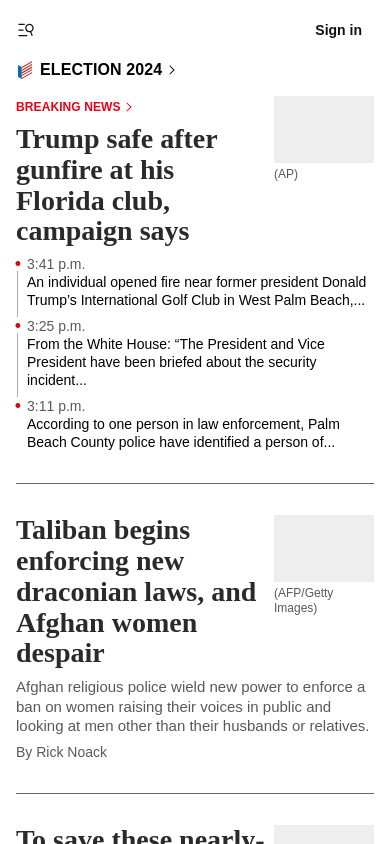 Sign in
ELECTION 2024
BREAKING NEWS
Trump safe after
gunfire at his
Florida club,
campaign says
(AP)
3:41 p.m.
An individual opened fire near former president Donald
Trump’s International Golf Club in West Palm Beach,...
3:25 p.m.
From the White House: “The President and Vice
President have been briefed about the security
incident...
3:11 p.m.
According to one person in law enforcement, Palm
Beach County police have identified a person of...
Taliban begins
enforcing new
draconian laws, and
Afghan women
despair
(AFP/Getty
Images)
Afghan religious police wield new power to enforce a
ban on women raising their voices in public and
looking at men other than their husbands or relatives.
By Rick Noack
To save these nearly-